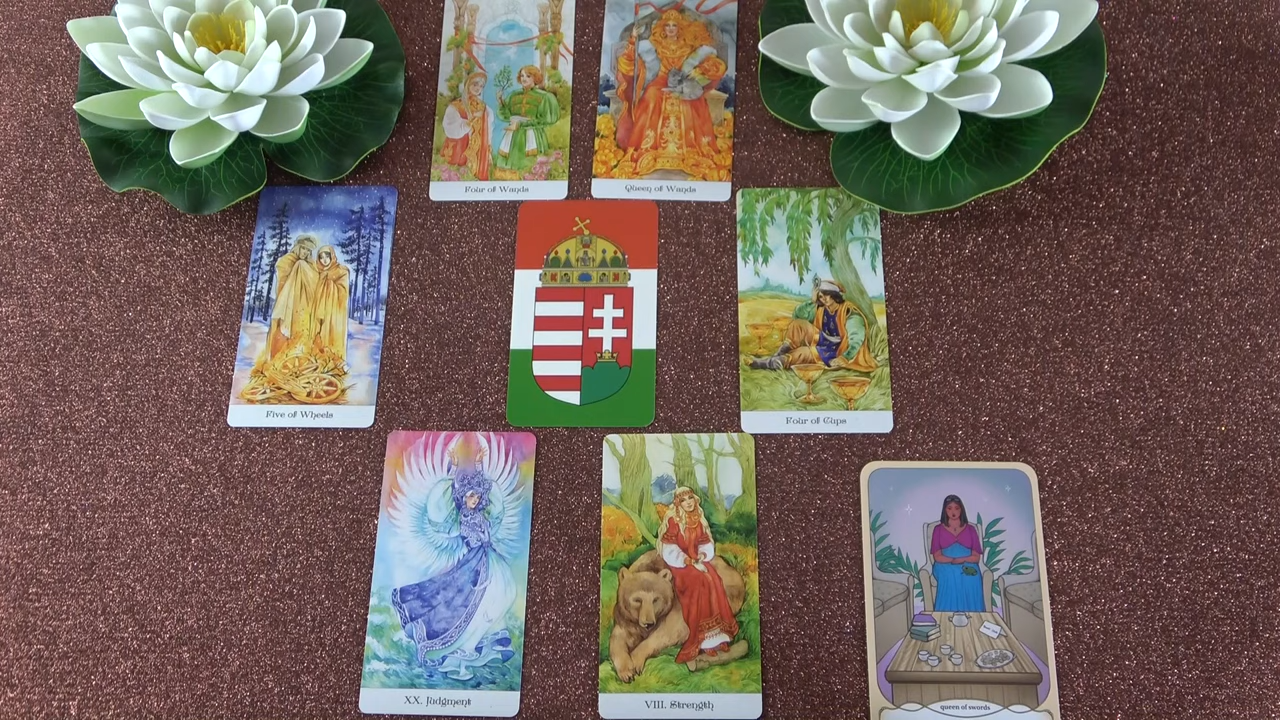 Four of Wands
Queen of Wands
Five of Wheels
Four of Cups
XX. Judgment
VIII. Strength
queen of swords